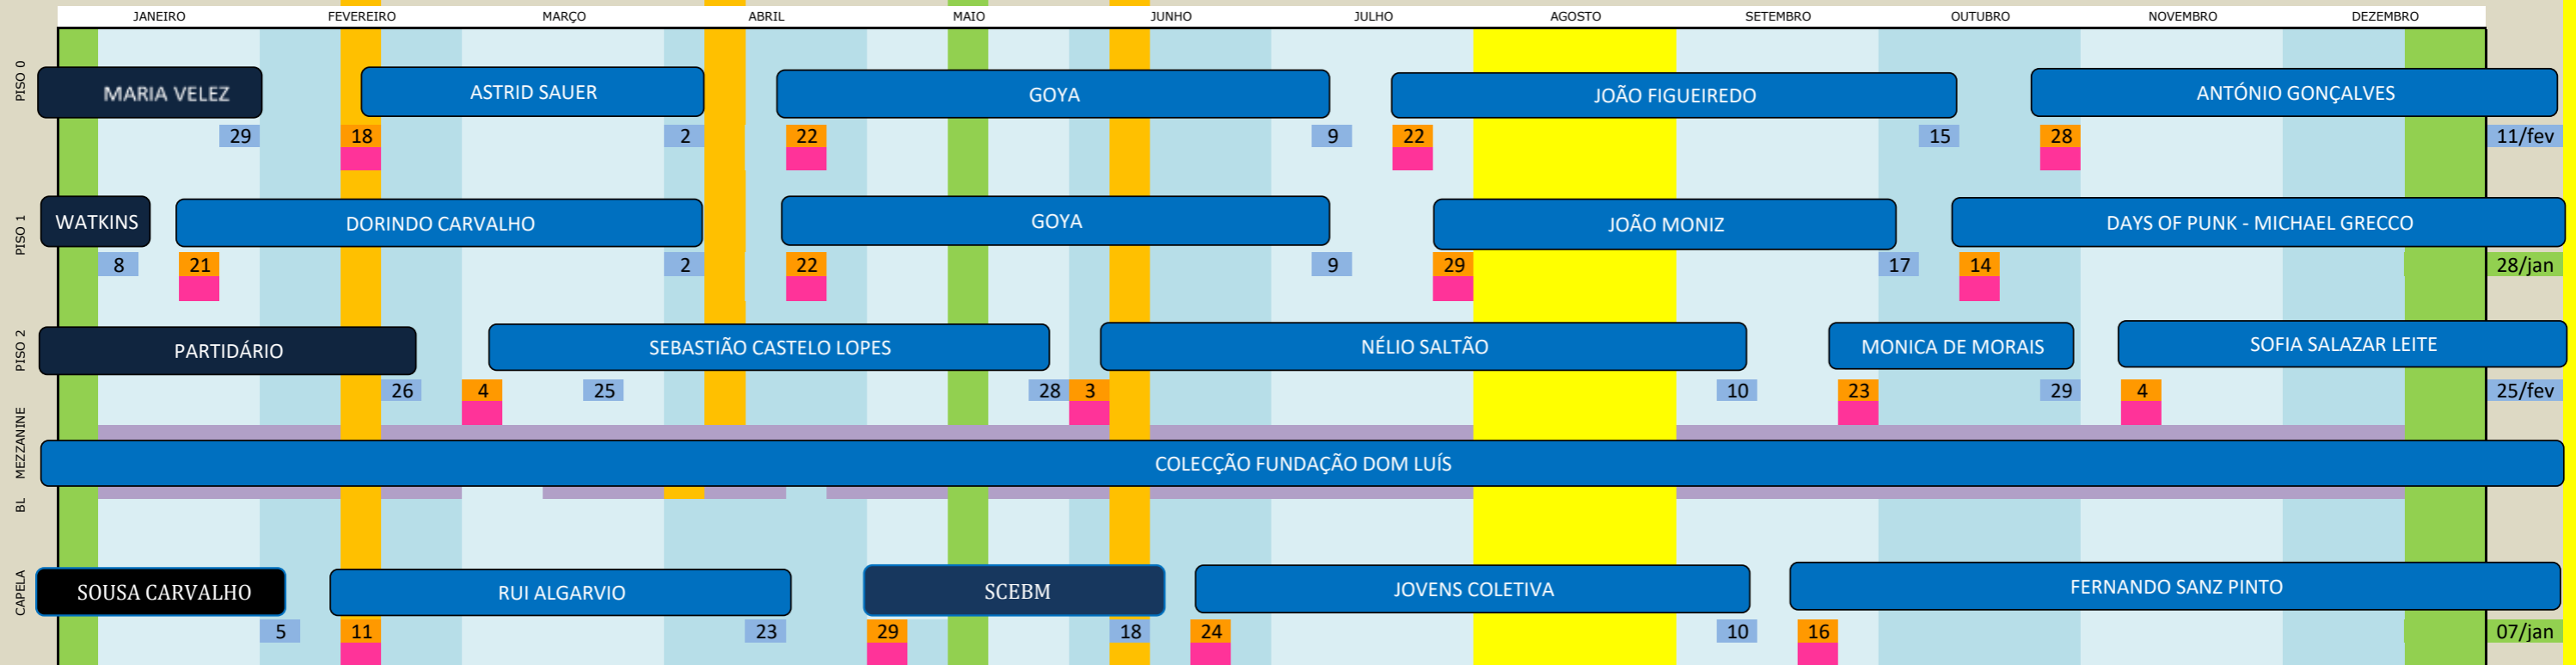 JANEIRO FEVEREIRO MARÇO ABRIL MAIO JUNHO JULHO AGOSTO SETEMBRO OUTUBRO NOVEMBRO DEZEMBRO
PISO 0
MARIA VELEZ ASTRID SAUER GOYA JOÃO FIGUEIREDO ANTÓNIO GONÇALVES
29 18 2 22 9 22 15 28 11/fev
PISO 1
WATKINS DORINDO CARVALHO GOYA JOÃO MONIZ DAYS OF PUNK - MICHAEL GRECCO
8 21 2 22 9 29 17 14 28/jan
PISO 2
PARTIDÁRIO SEBASTIÃO CASTELO LOPES NÉLIO SALTÃO MONICA DE MORAIS SOFIA SALAZAR LEITE
26 4 25 28 3 10 23 29 4 25/fev
MEZZANINE
COLECÇÃO FUNDAÇÃO DOM LUÍS
BL
CAPELA
SOUSA CARVALHO RUI ALGARVIO SCEBM JOVENS COLETIVA FERNANDO SANZ PINTO
5 11 23 29 18 24 10 16 07/jan